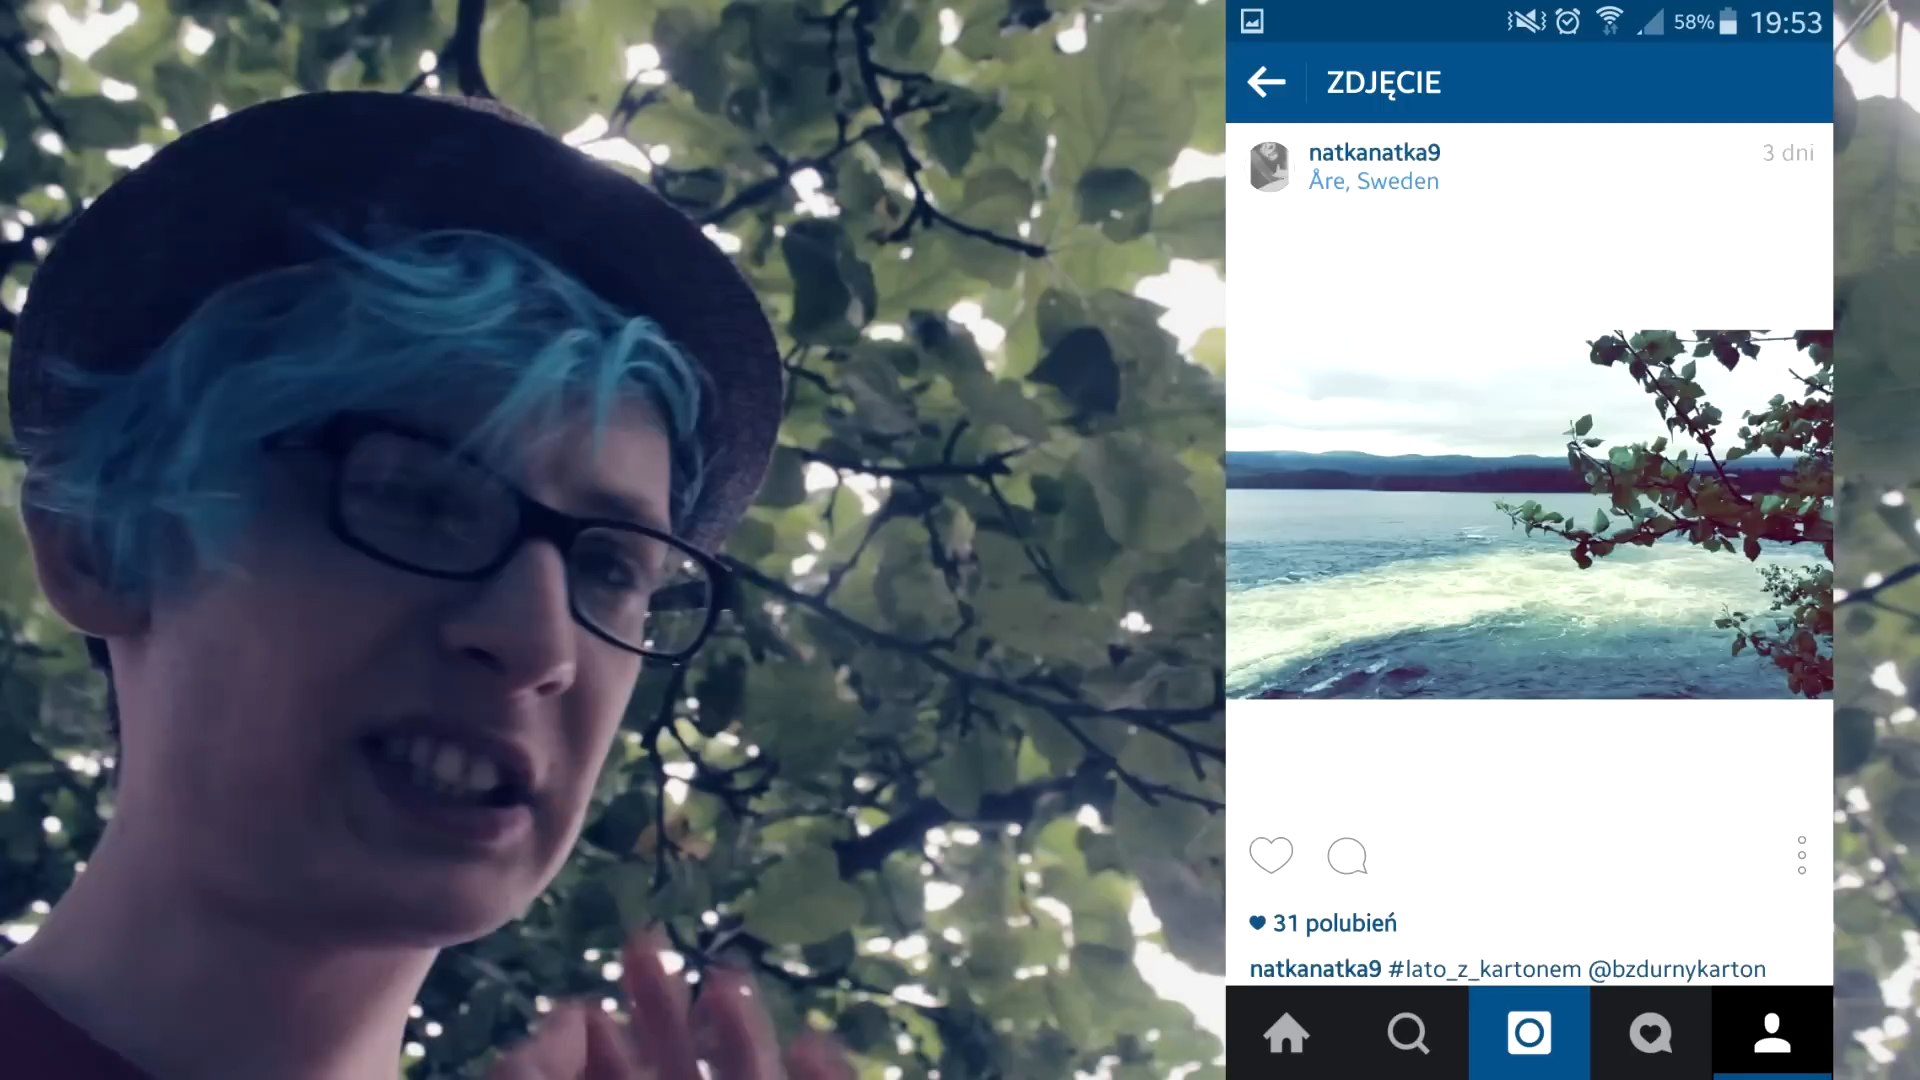 58% 19:53
ZDJĘCIE
natkanatka9 3 dni
Åre, Sweden
31 polubień
natkanatka9 #lato_z_kartonem @bzdurnykarton